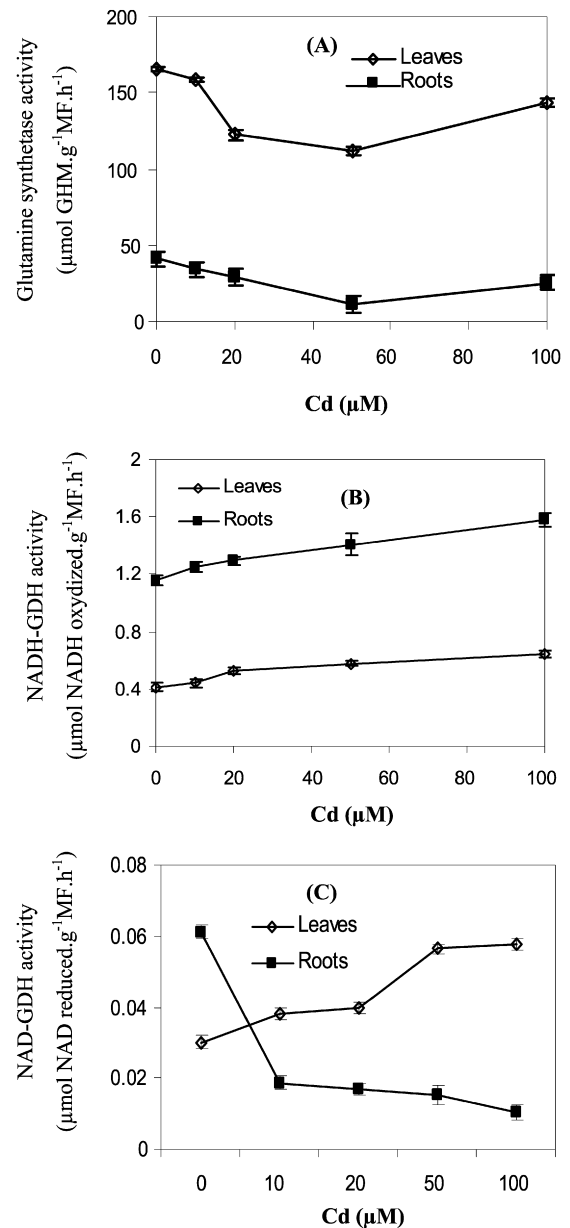 (A)
Leaves
Roots
Glutamine synthetase activity
(µmol GHM.g⁻¹MF.h⁻¹)
200
150
100
50
0
0 20 40 60 80 100
Cd (µM)
(B)
Leaves
Roots
NADH-GDH activity
(µmol NADH oxydized.g⁻¹MF.h⁻¹)
2
1.6
1.2
0.8
0.4
0
0 20 40 60 80 100
Cd (µM)
(C)
Leaves
Roots
NAD-GDH activity
(µmol NAD reduced.g⁻¹MF.h⁻¹)
0.08
0.06
0.04
0.02
0
0 10 20 50 100
Cd (µM)